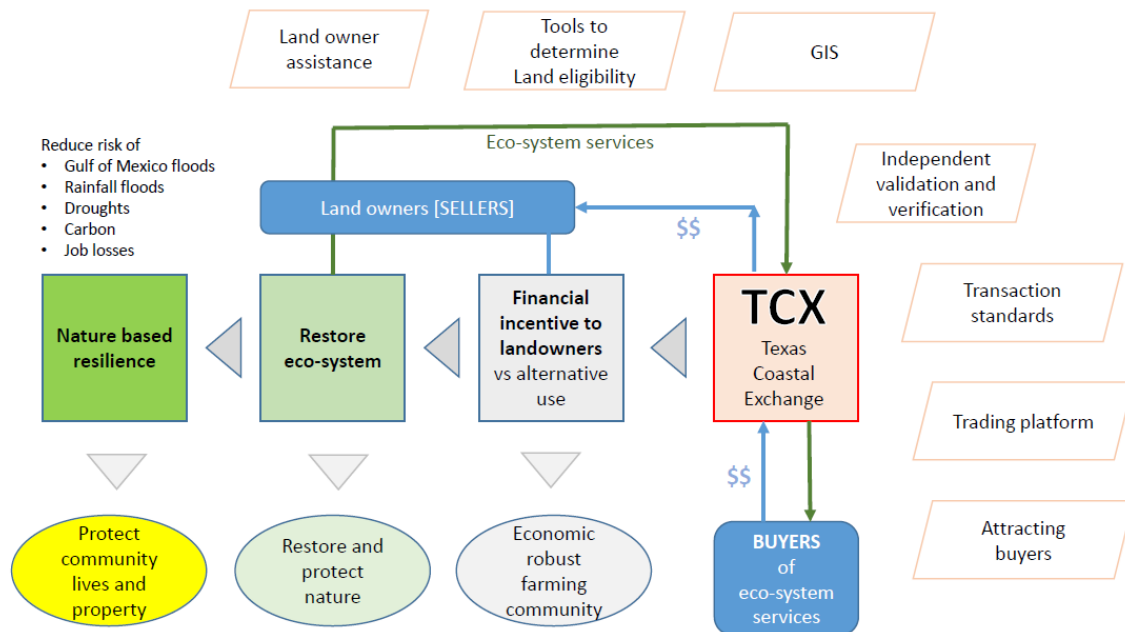 Land owner
assistance
Tools to
determine
Land eligibility
GIS
Reduce risk of
• Gulf of Mexico floods
• Rainfall floods
• Droughts
• Carbon
• Job losses
Eco-system services
Independent
validation and
verification
Land owners [SELLERS]
$$
Nature based
resilience
Restore
eco-system
Financial
incentive to
landowners
vs alternative
use
TCX
Texas
Coastal
Exchange
Transaction
standards
Trading platform
$$
Protect
community
lives and
property
Restore and
protect
nature
Economic
robust
farming
community
BUYERS
of
eco-system
services
Attracting
buyers